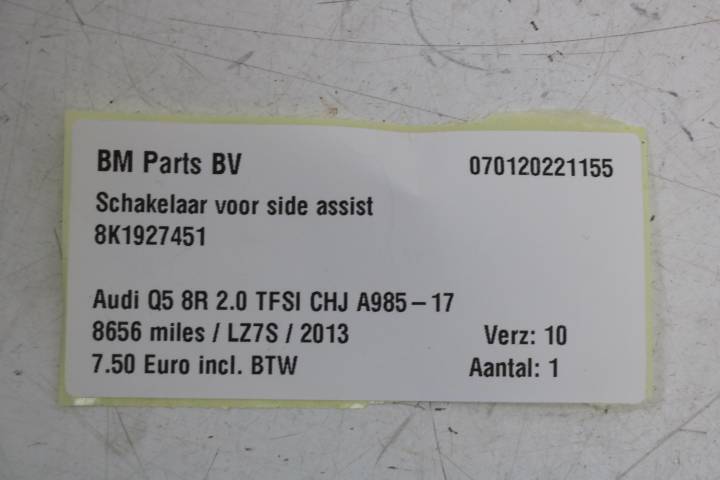 BM Parts BV 070120221155
Schakelaar voor side assist
8K1927451
Audi Q5 8R 2.0 TFSI CHJ A985-17
8656 miles / LZ7S / 2013 Verz: 10
7.50 Euro incl. BTW Aantal: 1